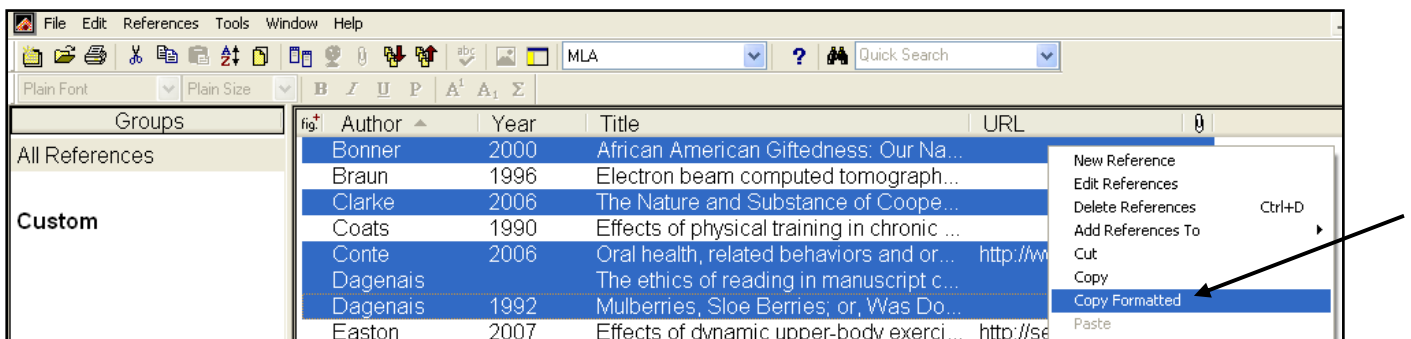 File Edit References Tools Window Help
MLA ? Quick Search
Plain Font Plain Size B I U P A¹ A₁ Σ
Groups
fig. Author Year Title URL
All References
Custom
Bonner 2000 African American Giftedness: Our Na...
Braun 1996 Electron beam computed tomograph...
Clarke 2006 The Nature and Substance of Coope...
Coats 1990 Effects of physical training in chronic ...
Conte 2006 Oral health, related behaviors and or... http://w
Dagenais The ethics of reading in manuscript c...
Dagenais 1992 Mulberries, Sloe Berries; or, Was Do...
Easton 2007 Effects of dynamic upper-body exerci... http://se
New Reference
Edit References
Delete References Ctrl+D
Add References To
Cut
Copy
Copy Formatted
Paste